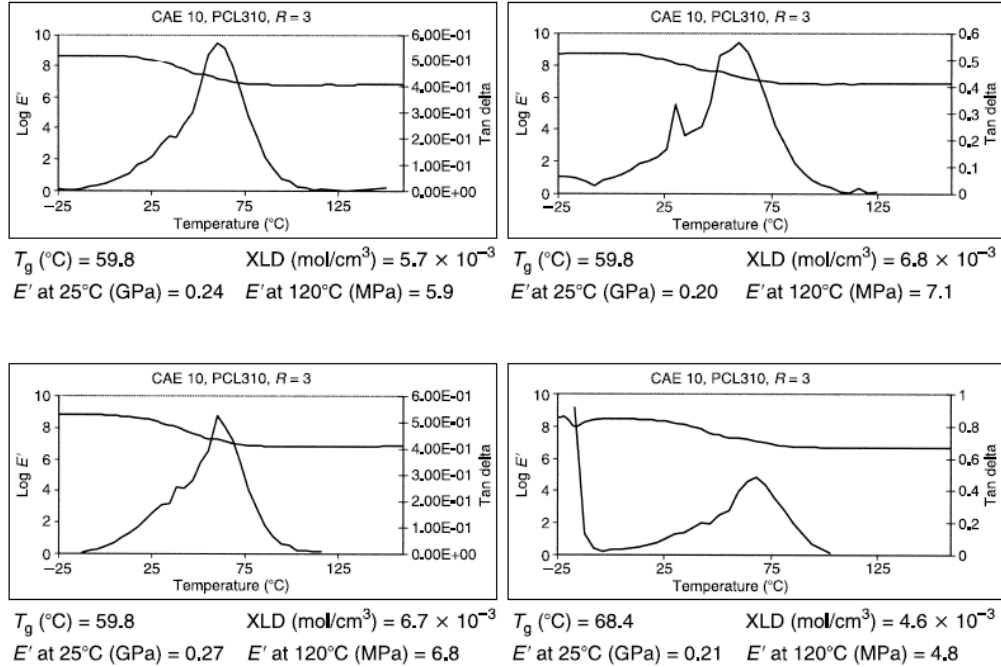 CAE 10, PCL310, R = 3
10
8
6
4
2
0
Log E′
6.00E-01
5.00E-01
4.00E-01
3.00E-01
2.00E-01
1.00E-01
0.00E+00
Tan delta
−25 25 75 125
Temperature (°C)
Tg (°C) = 59.8 XLD (mol/cm³) = 5.7 × 10⁻³
E′ at 25°C (GPa) = 0.24 E′ at 120°C (MPa) = 5.9
CAE 10, PCL310, R = 3
10
8
6
4
2
0
Log E′
0.6
0.5
0.4
0.3
0.2
0.1
0
Tan delta
−25 25 75 125
Temperature (°C)
Tg (°C) = 59.8 XLD (mol/cm³) = 6.8 × 10⁻³
E′ at 25°C (GPa) = 0.20 E′ at 120°C (MPa) = 7.1
CAE 10, PCL310, R = 3
10
8
6
4
2
0
Log E′
6.00E-01
5.00E-01
4.00E-01
3.00E-01
2.00E-01
1.00E-01
0.00E+00
Tan delta
−25 25 75 125
Temperature (°C)
Tg (°C) = 59.8 XLD (mol/cm³) = 6.7 × 10⁻³
E′ at 25°C (GPa) = 0.27 E′ at 120°C (MPa) = 6.8
CAE 10, PCL310, R = 3
10
8
6
4
2
0
Log E′
1
0.8
0.6
0.4
0.2
0
Tan delta
−25 25 75 125
Temperature (°C)
Tg (°C) = 68.4 XLD (mol/cm³) = 4.6 × 10⁻³
E′ at 25°C (GPa) = 0.21 E′ at 120°C (MPa) = 4.8